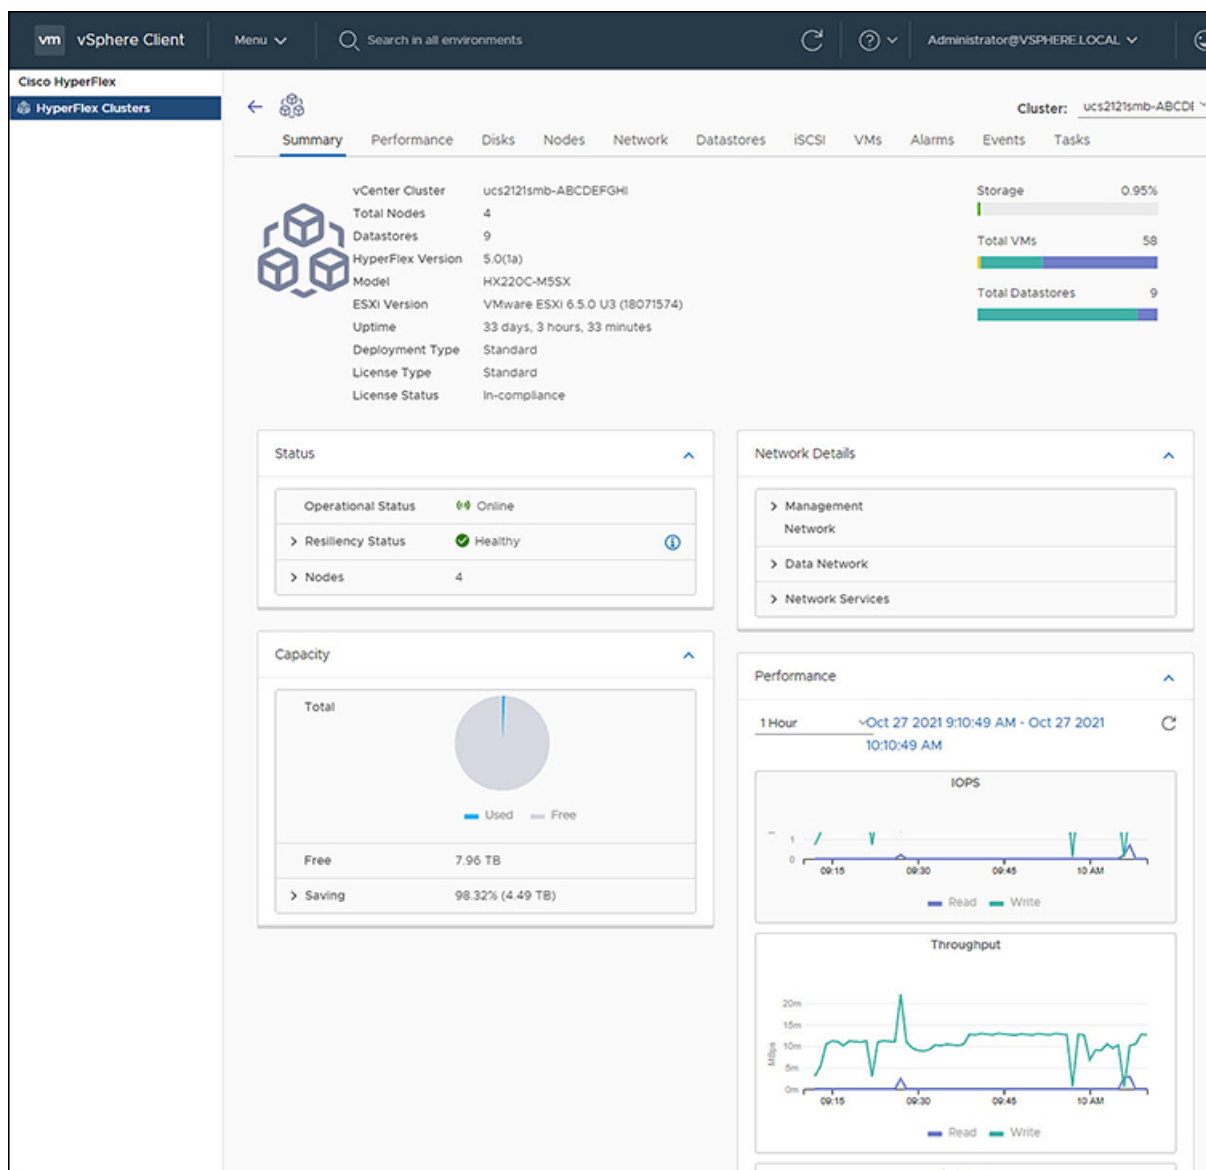 vm vSphere Client Menu Search in all environments Administrator@VSPHERE.LOCAL
Cisco HyperFlex
HyperFlex Clusters
Cluster: ucs2121smb-ABCDE
Summary Performance Disks Nodes Network Datastores iSCSI VMs Alarms Events Tasks
vCenter Cluster ucs2121smb-ABCDEFGHI
Total Nodes 4
Datastores 9
HyperFlex Version 5.0(1a)
Model HX220C-M5SX
ESXi Version VMware ESXi 6.5.0 U3 (18071574)
Uptime 33 days, 3 hours, 33 minutes
Deployment Type Standard
License Type Standard
License Status In-compliance
Storage 0.95%
Total VMs 58
Total Datastores 9
Status
Operational Status Online
Resiliency Status Healthy
Nodes 4
Capacity
Total
Used Free
Free 7.96 TB
Saving 98.32% (4.49 TB)
Network Details
Management
Network
Data Network
Network Services
Performance
1 Hour Oct 27 2021 9:10:49 AM - Oct 27 2021
10:10:49 AM
IOPS
1
0
09:15 09:30 09:45 10 AM
Read Write
Throughput
20m
15m
10m
5m
0m
MBps
09:15 09:30 09:45 10 AM
Read Write